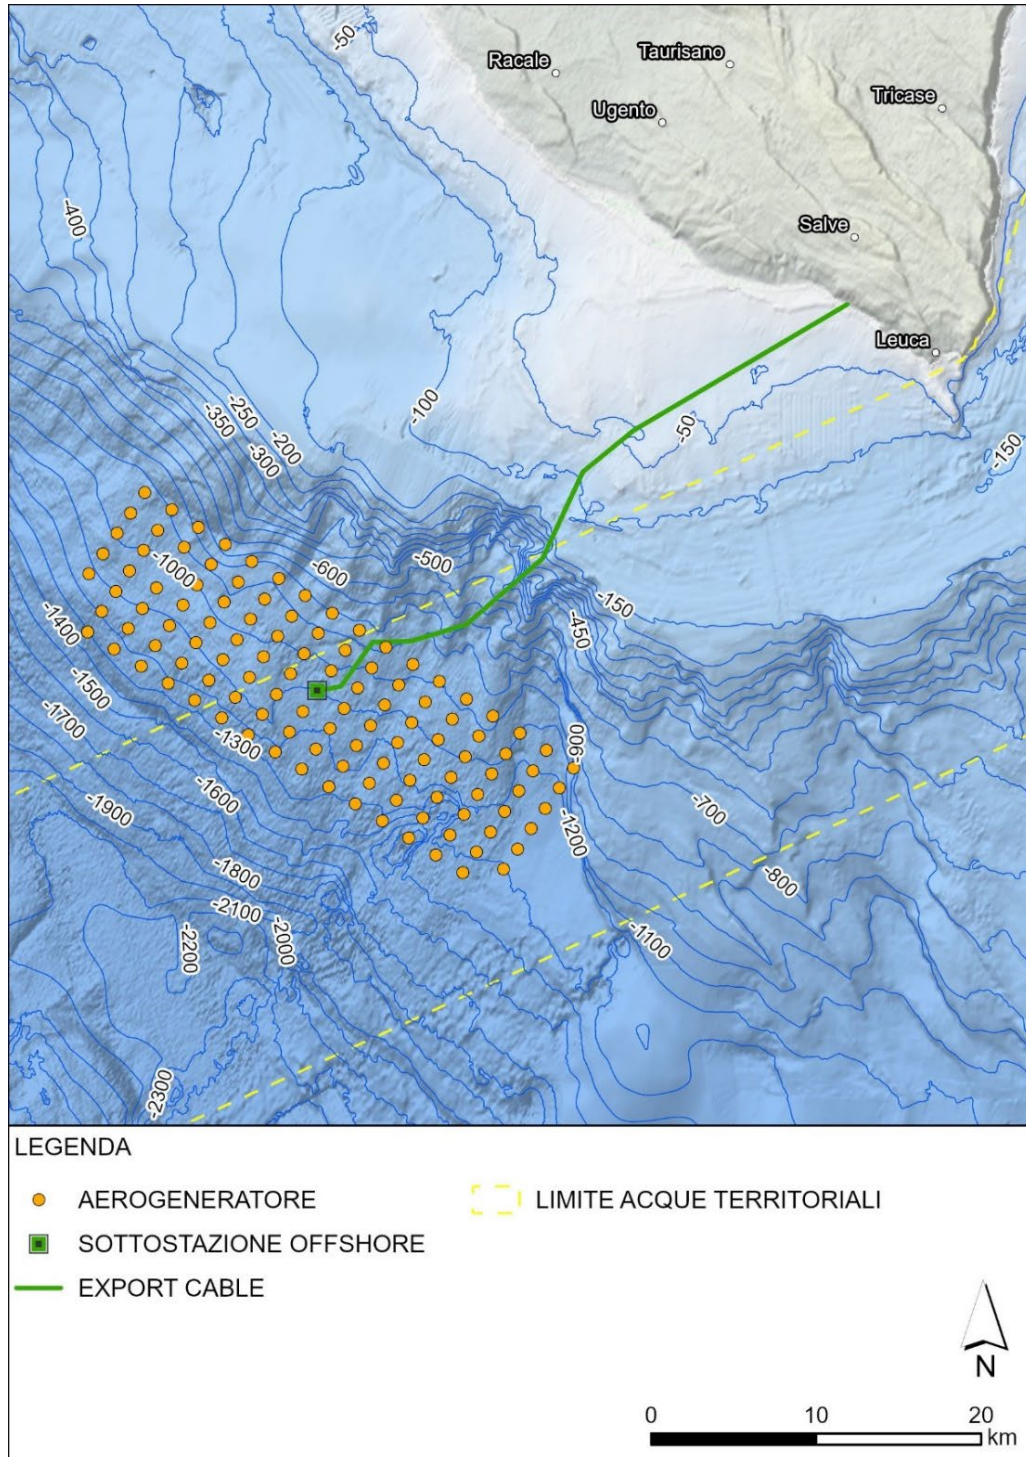 -50
Racale
Taurisano
Ugento
Tricase
-400
Salve
Leuca
-100
-250
-350
-200
-300
-50
-150
-1000
-500
-600
-150
-450
-1400
-1500
-1700
-1300
-900
-1600
-1900
-700
-1200
-1800
-800
-2100
-2200
-2000
-1100
-2300
LEGENDA
AEROGENERATORE
LIMITE ACQUE TERRITORIALI
SOTTOSTAZIONE OFFSHORE
EXPORT CABLE
N
0 10 20
km